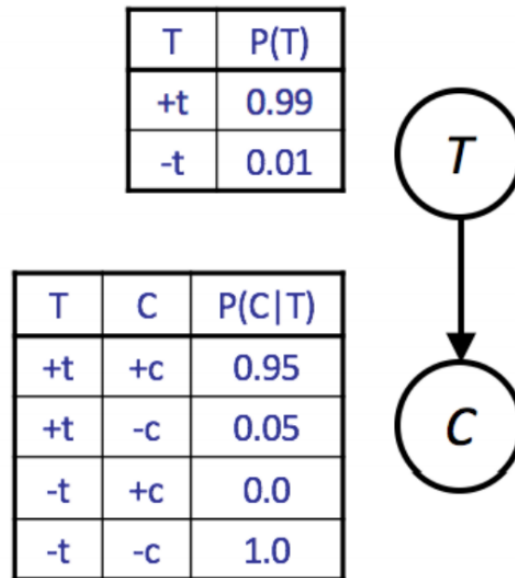 T P(T)
+t 0.99
-t 0.01
T
T C P(C|T)
+t +c 0.95
+t -c 0.05
-t +c 0.0
-t -c 1.0
C